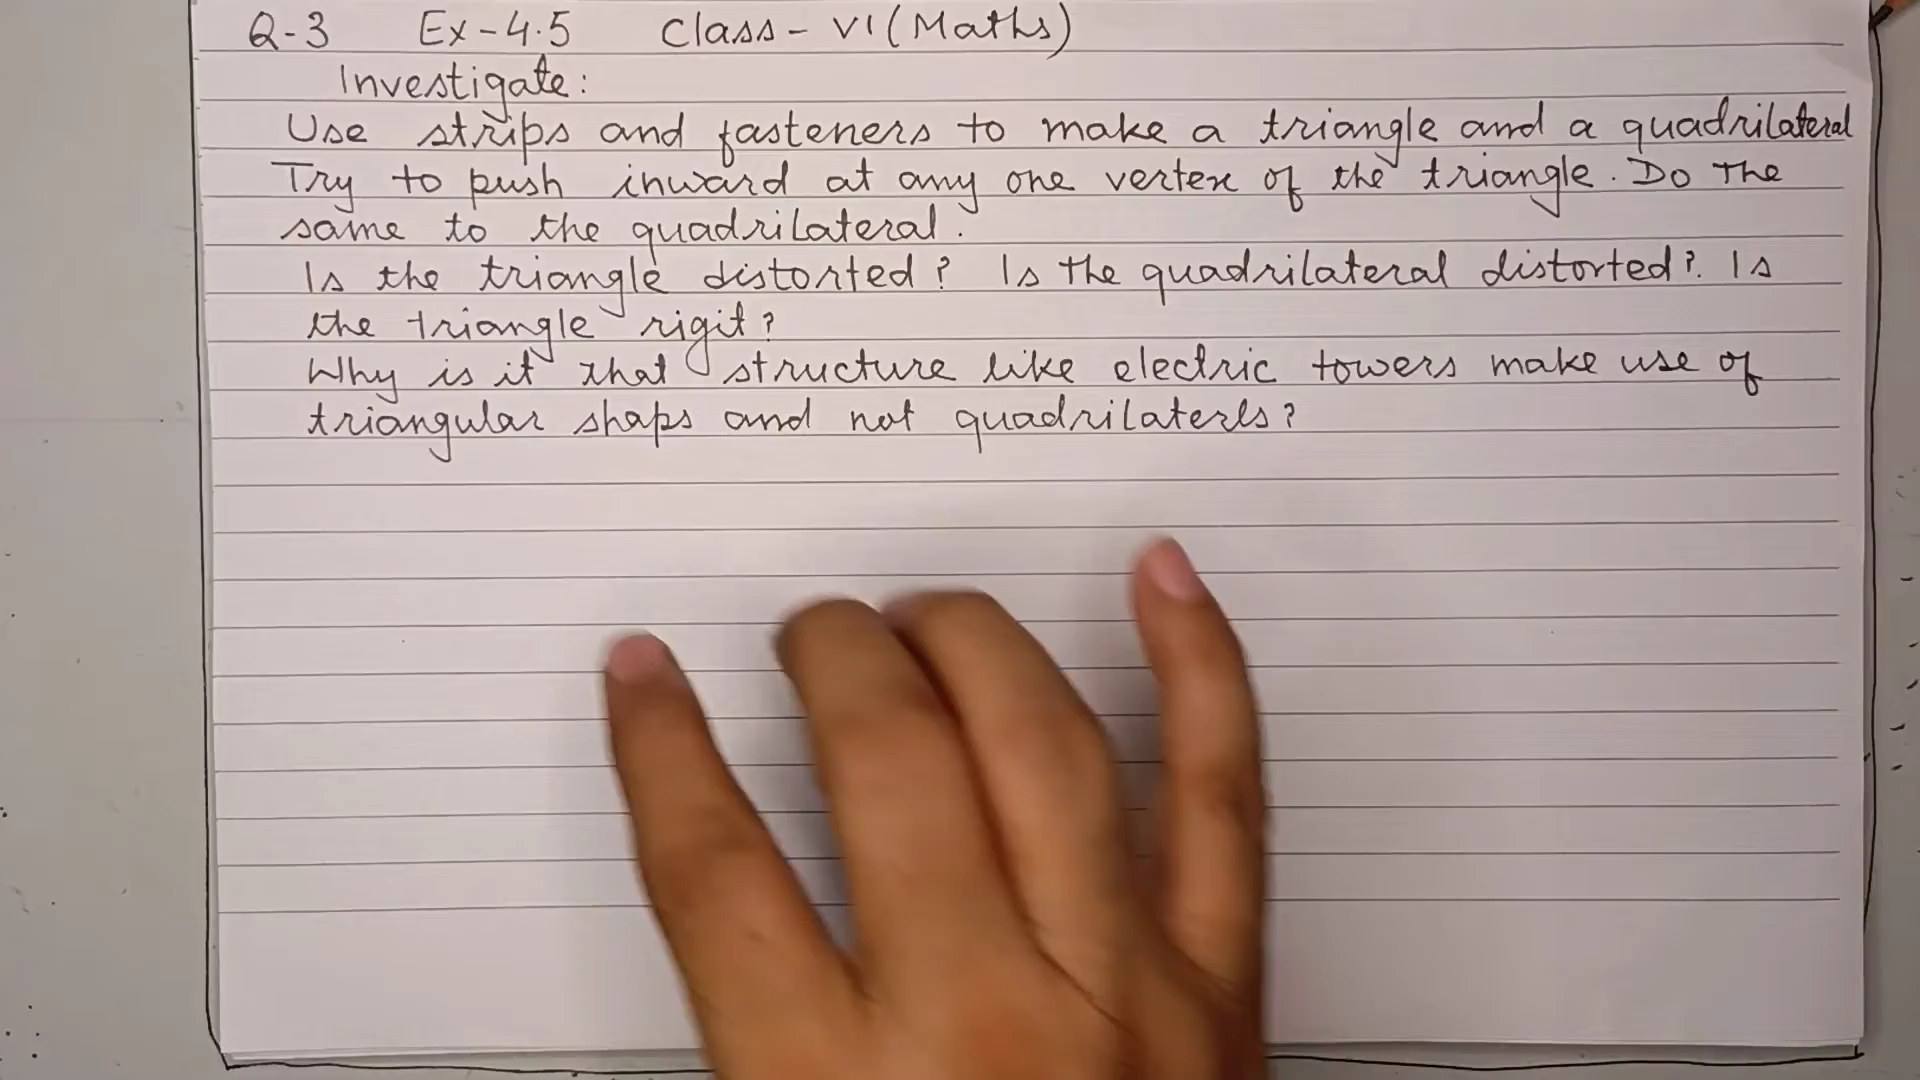 Q-3 Ex-4.5 Class-VI (Maths)
Investigate:
Use strips and fasteners to make a triangle and a quadrilateral
Try to push inward at any one vertex of the triangle. Do The
same to the quadrilateral.
Is the triangle distorted? Is the quadrilateral distorted?. Is
the triangle rigit?
Why is it that structure like electric towers make use of
triangular shaps and not quadrilaterls?